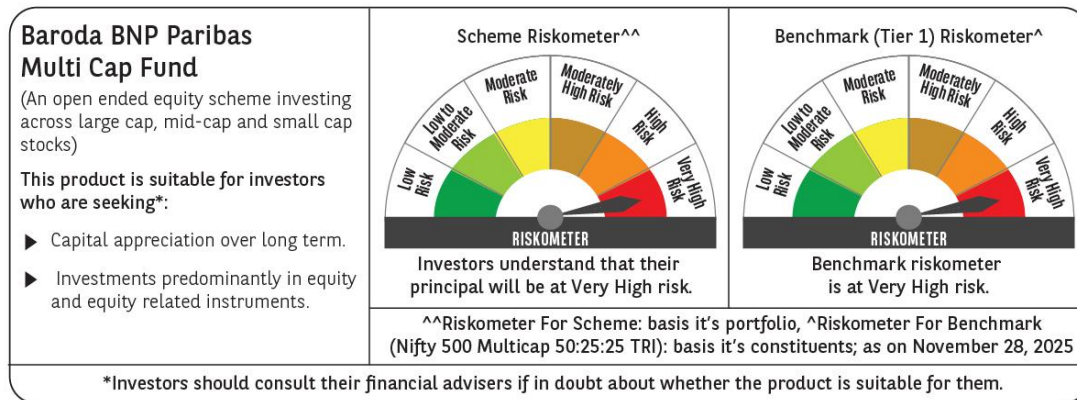 Baroda BNP Paribas
Multi Cap Fund
(An open ended equity scheme investing
across large cap, mid-cap and small cap
stocks)
This product is suitable for investors
who are seeking*:
▶ Capital appreciation over long term.
▶ Investments predominantly in equity
and equity related instruments.
Scheme Riskometer^^
Low
Risk
Low to
Moderate
Risk
Moderate
Risk
Moderately
High Risk
High
Risk
Very High
Risk
RISKOMETER
Investors understand that their
principal will be at Very High risk.
Benchmark (Tier 1) Riskometer^
Low
Risk
Low to
Moderate
Risk
Moderate
Risk
Moderately
High Risk
High
Risk
Very High
Risk
RISKOMETER
Benchmark riskometer
is at Very High risk.
^^Riskometer For Scheme: basis it's portfolio, ^Riskometer For Benchmark
(Nifty 500 Multicap 50:25:25 TRI): basis it's constituents; as on November 28, 2025
*Investors should consult their financial advisers if in doubt about whether the product is suitable for them.